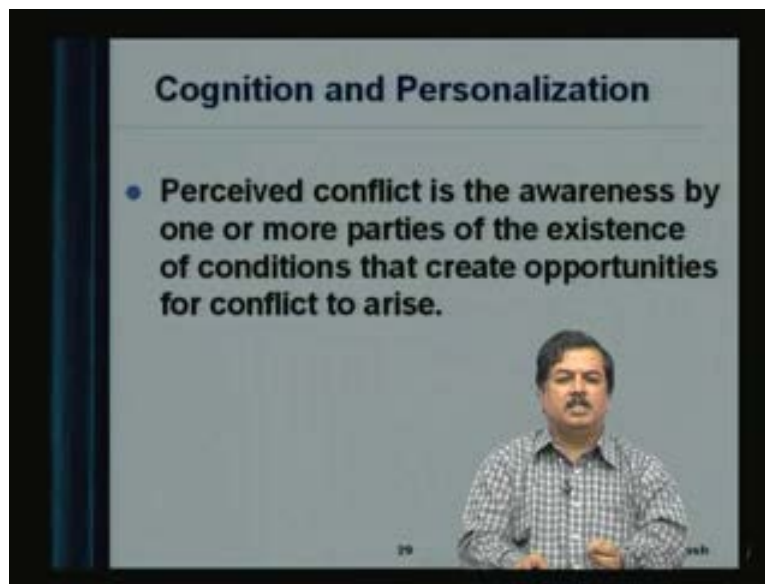 Cognition and Personalization
• Perceived conflict is the awareness by
one or more parties of the existence
of conditions that create opportunities
for conflict to arise.
29